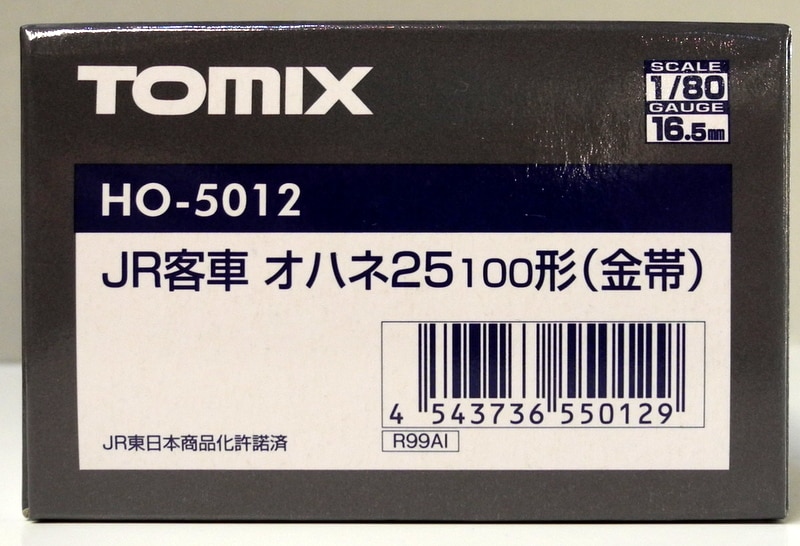 TOMIX
SCALE
1/80
GAUGE
16.5mm
HO-5012
JR客車 オハネ25100形(金帯)
4 543736 550129
R99AI
JR東日本商品化許諾済